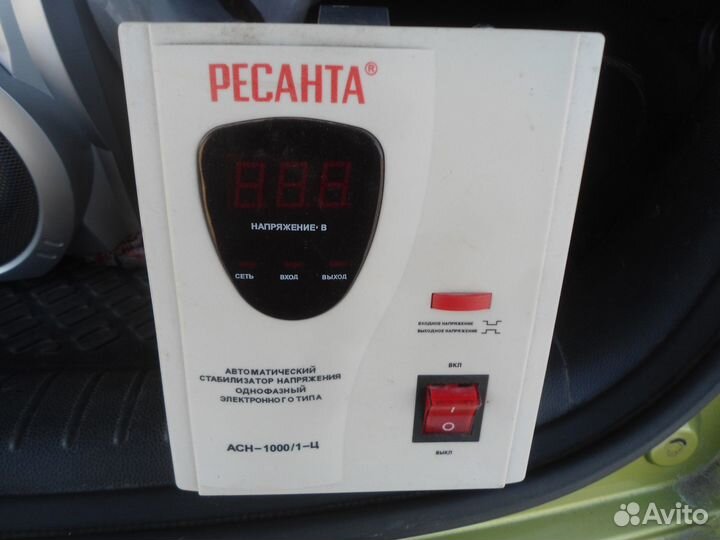 РЕСАНТА®
888
НАПРЯЖЕНИЕ· В
СЕТЬ ВХОД ВЫХОД
ВХОДНОЕ НАПРЯЖЕНИЕ
ВЫХОДНОЕ НАПРЯЖЕНИЕ
ВКЛ
АВТОМАТИЧЕСКИЙ
СТАБИЛИЗАТОР НАПРЯЖЕНИЯ
ОДНОФАЗНЫЙ
ЭЛЕКТРОННОГО ТИПА
I
O
АСН-1000/1-Ц
ВЫКЛ
Avito